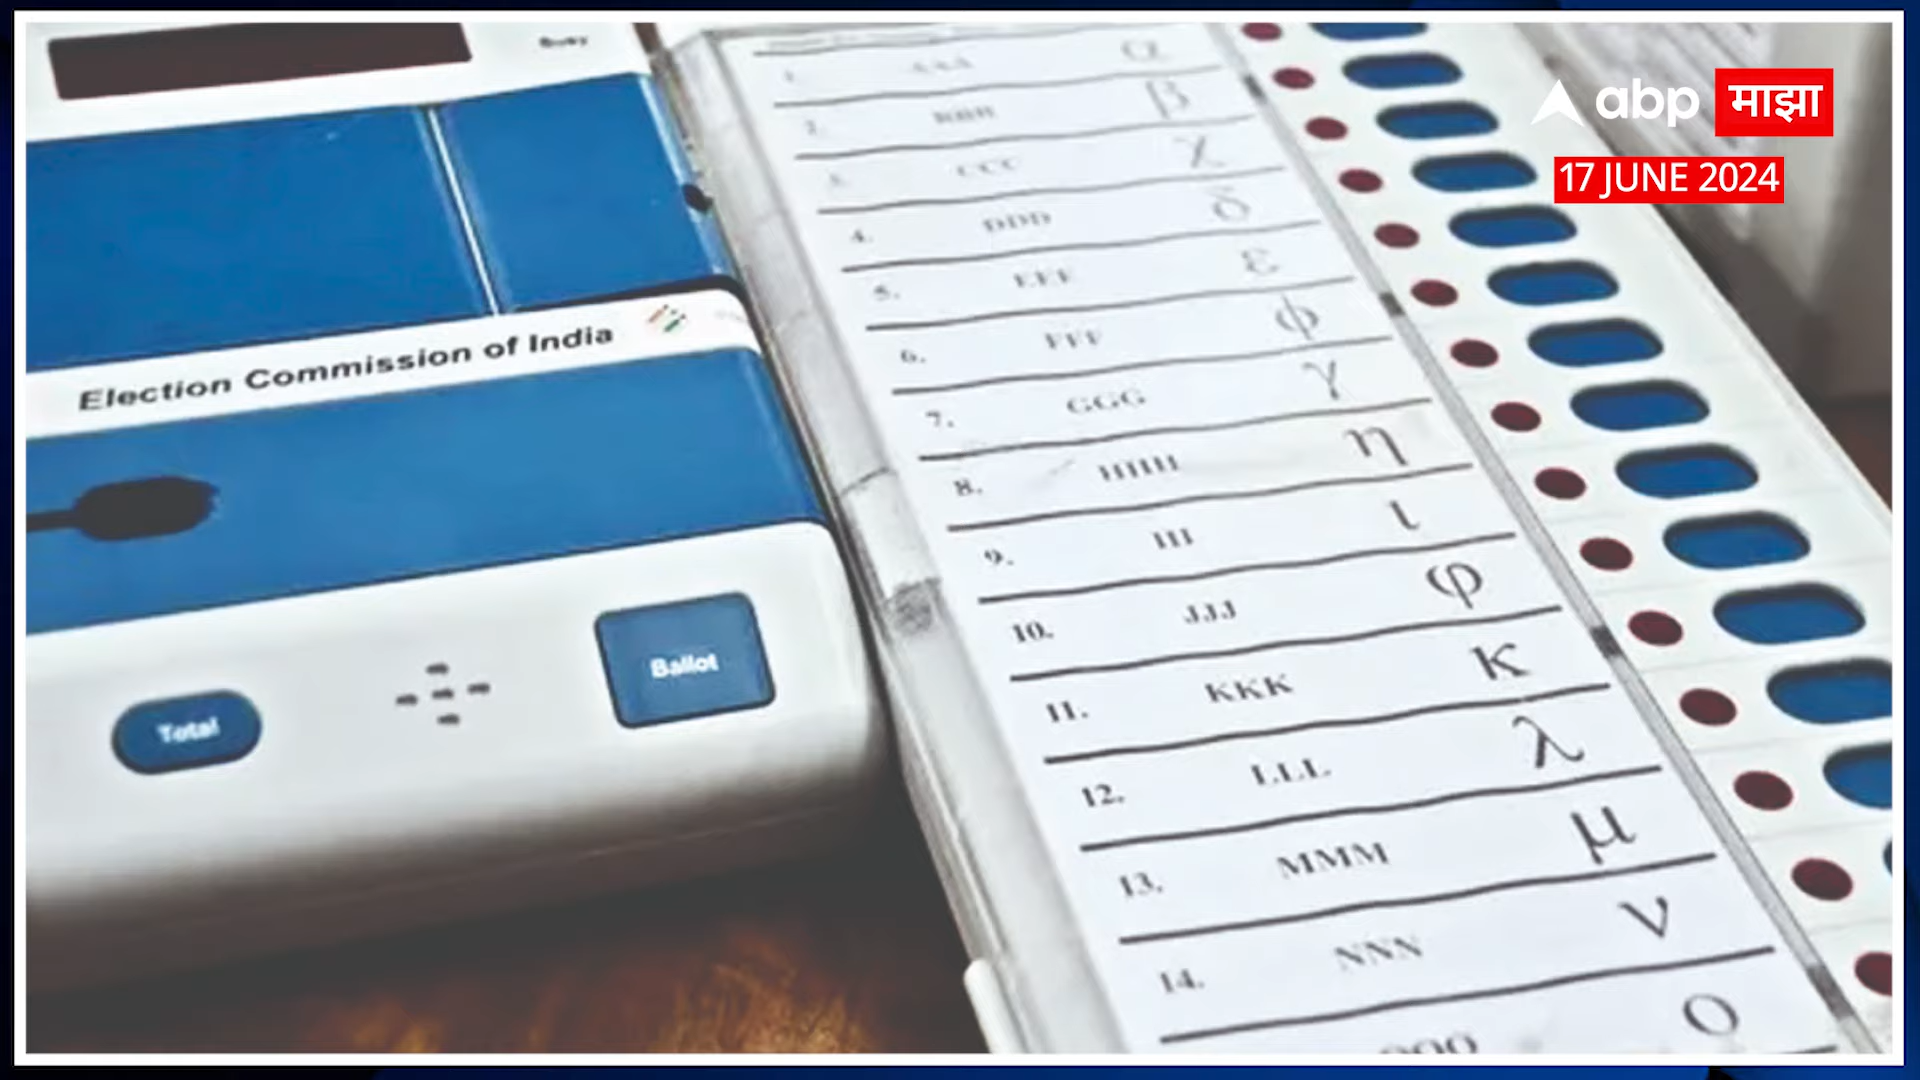 Busy
abp माझा
17 JUNE 2024
Election Commission of India
Total
Ballot
1. AAA α
2. BBB β
3. CCC χ
4. DDD δ
5. EEE ε
6. FFF ϕ
7. GGG γ
8. HHH η
9. III ι
10. JJJ φ
11. KKK κ
12. LLL λ
13. MMM μ
14. NNN ν
OOO ο